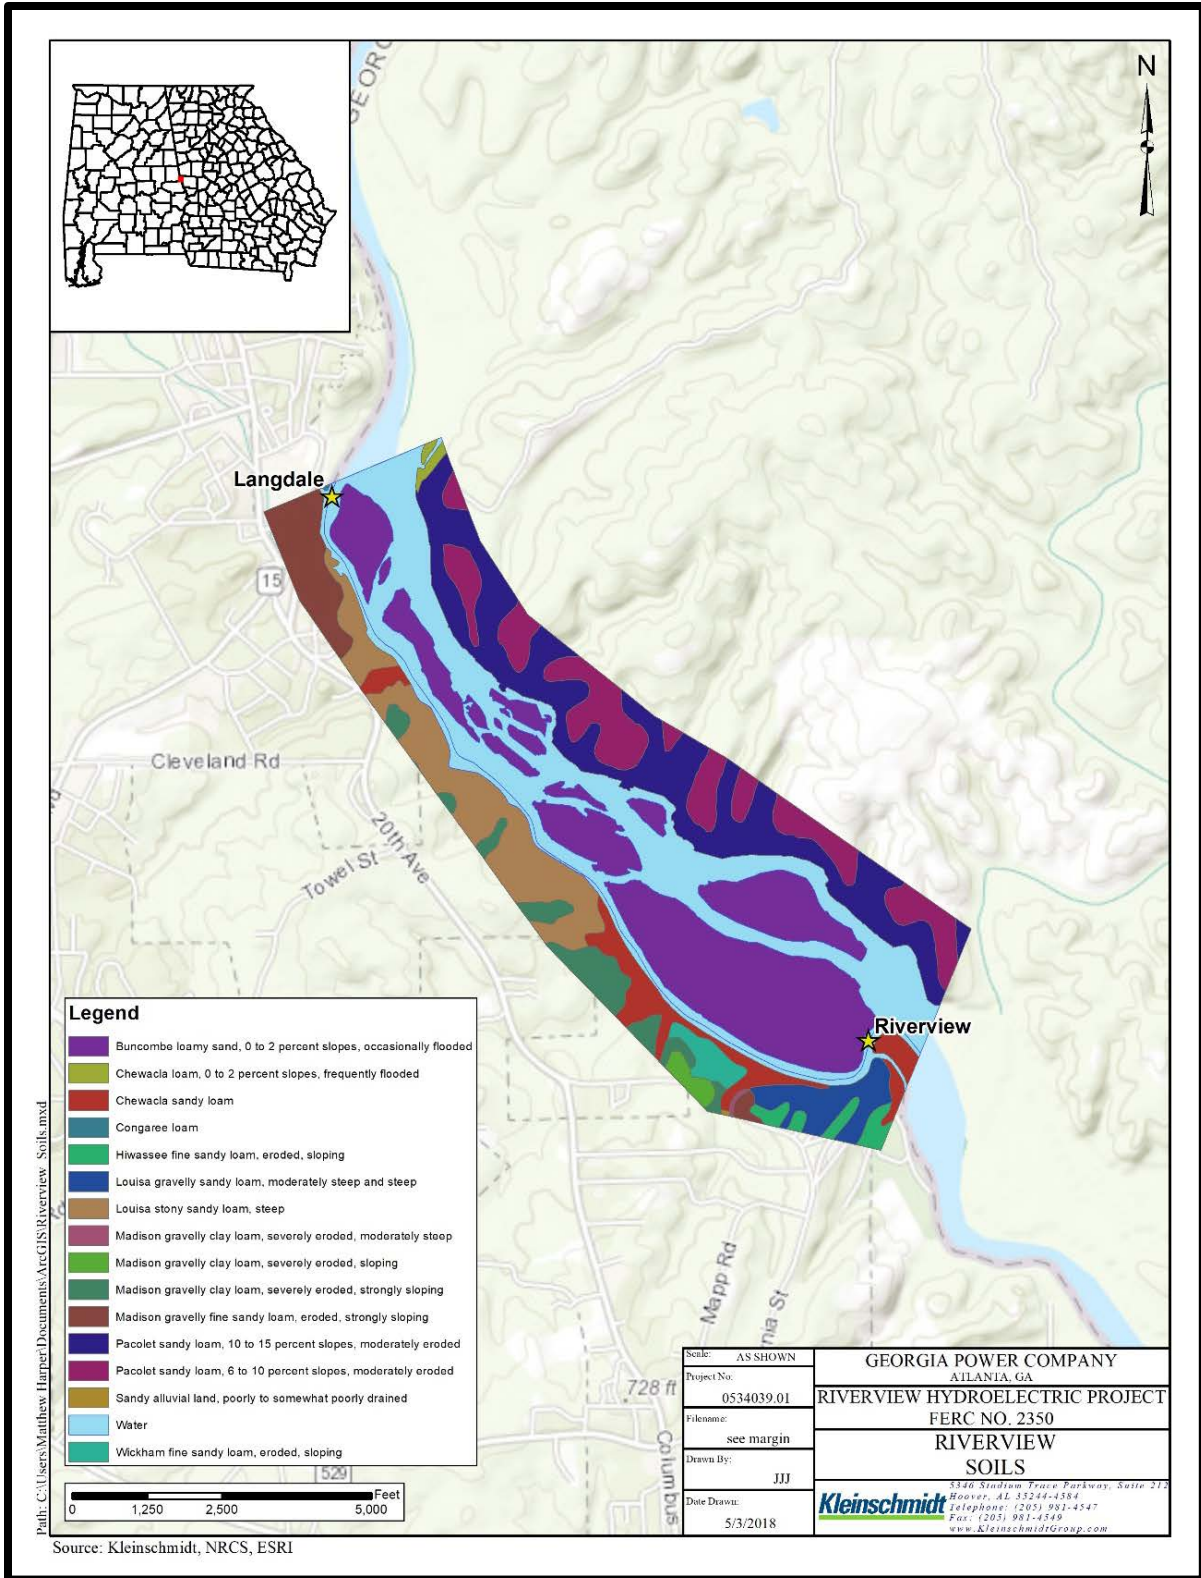 GEORG
N
Langdale
15
Cleveland Rd
20th Ave
Towel St
Riverview
Legend
Buncombe loamy sand, 0 to 2 percent slopes, occasionally flooded
Chewacla loam, 0 to 2 percent slopes, frequently flooded
Chewacla sandy loam
Congaree loam
Hiwassee fine sandy loam, eroded, sloping
Louisa gravelly sandy loam, moderately steep and steep
Louisa stony sandy loam, steep
Madison gravelly clay loam, severely eroded, moderately steep
Madison gravelly clay loam, severely eroded, sloping
Madison gravelly clay loam, severely eroded, strongly sloping
Madison gravelly fine sandy loam, eroded, strongly sloping
Pacolet sandy loam, 10 to 15 percent slopes, moderately eroded
Pacolet sandy loam, 6 to 10 percent slopes, moderately eroded
Sandy alluvial land, poorly to somewhat poorly drained
Water
Wickham fine sandy loam, eroded, sloping
Mapp Rd
nia St
728 ft
Columbus
529
Feet
0 1,250 2,500 5,000
Scale: AS SHOWN
Project No:
0534039.01
Filename:
see margin
Drawn By:
JJJ
Date Drawn:
5/3/2018
GEORGIA POWER COMPANY
ATLANTA, GA
RIVERVIEW HYDROELECTRIC PROJECT
FERC NO. 2350
RIVERVIEW
SOILS
Kleinschmidt
5346 Stadium Trace Parkway, Suite 212
Hoover, AL 35244-4584
Telephone: (205) 981-4547
Fax: (205) 981-4549
www.KleinschmidtGroup.com
Path: C:\Users\Matthew Harper\Documents\ArcGIS\Riverview_Soils.mxd
Source: Kleinschmidt, NRCS, ESRI